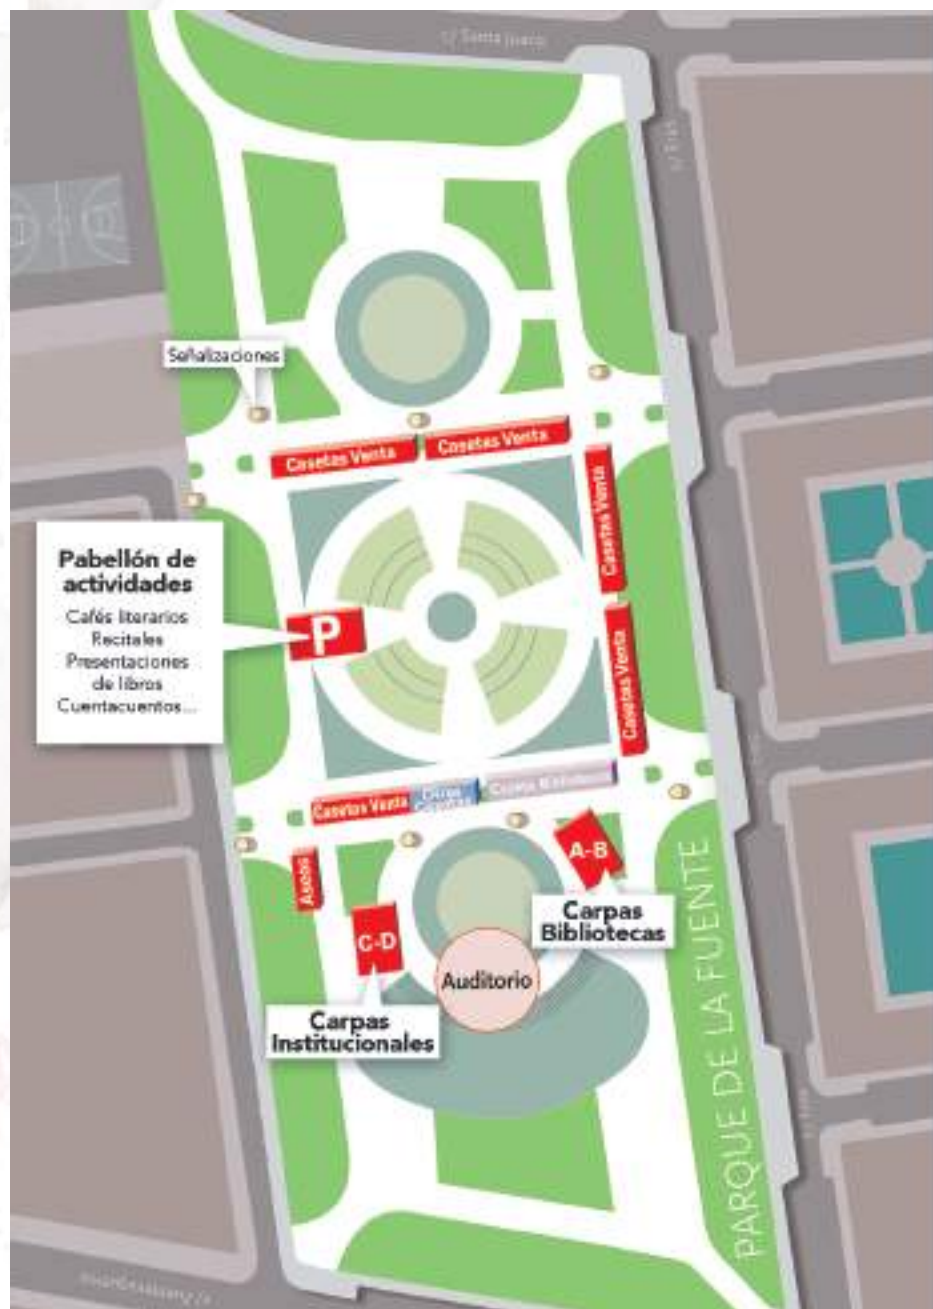 c/ Santa Juana
c/ Eras
Señalizaciones
Casetas Venta
Casetas Venta
Casetas Venta
Pabellón de
actividades
Cafés literarios
Recitales
Presentaciones
de libros
Cuentacuentos...
P
Casetas Venta
Casetas Venta
Aseos
A-B
Carpas
Bibliotecas
C-D
Auditorio
Carpas
Institucionales
PARQUE DE LA FUENTE